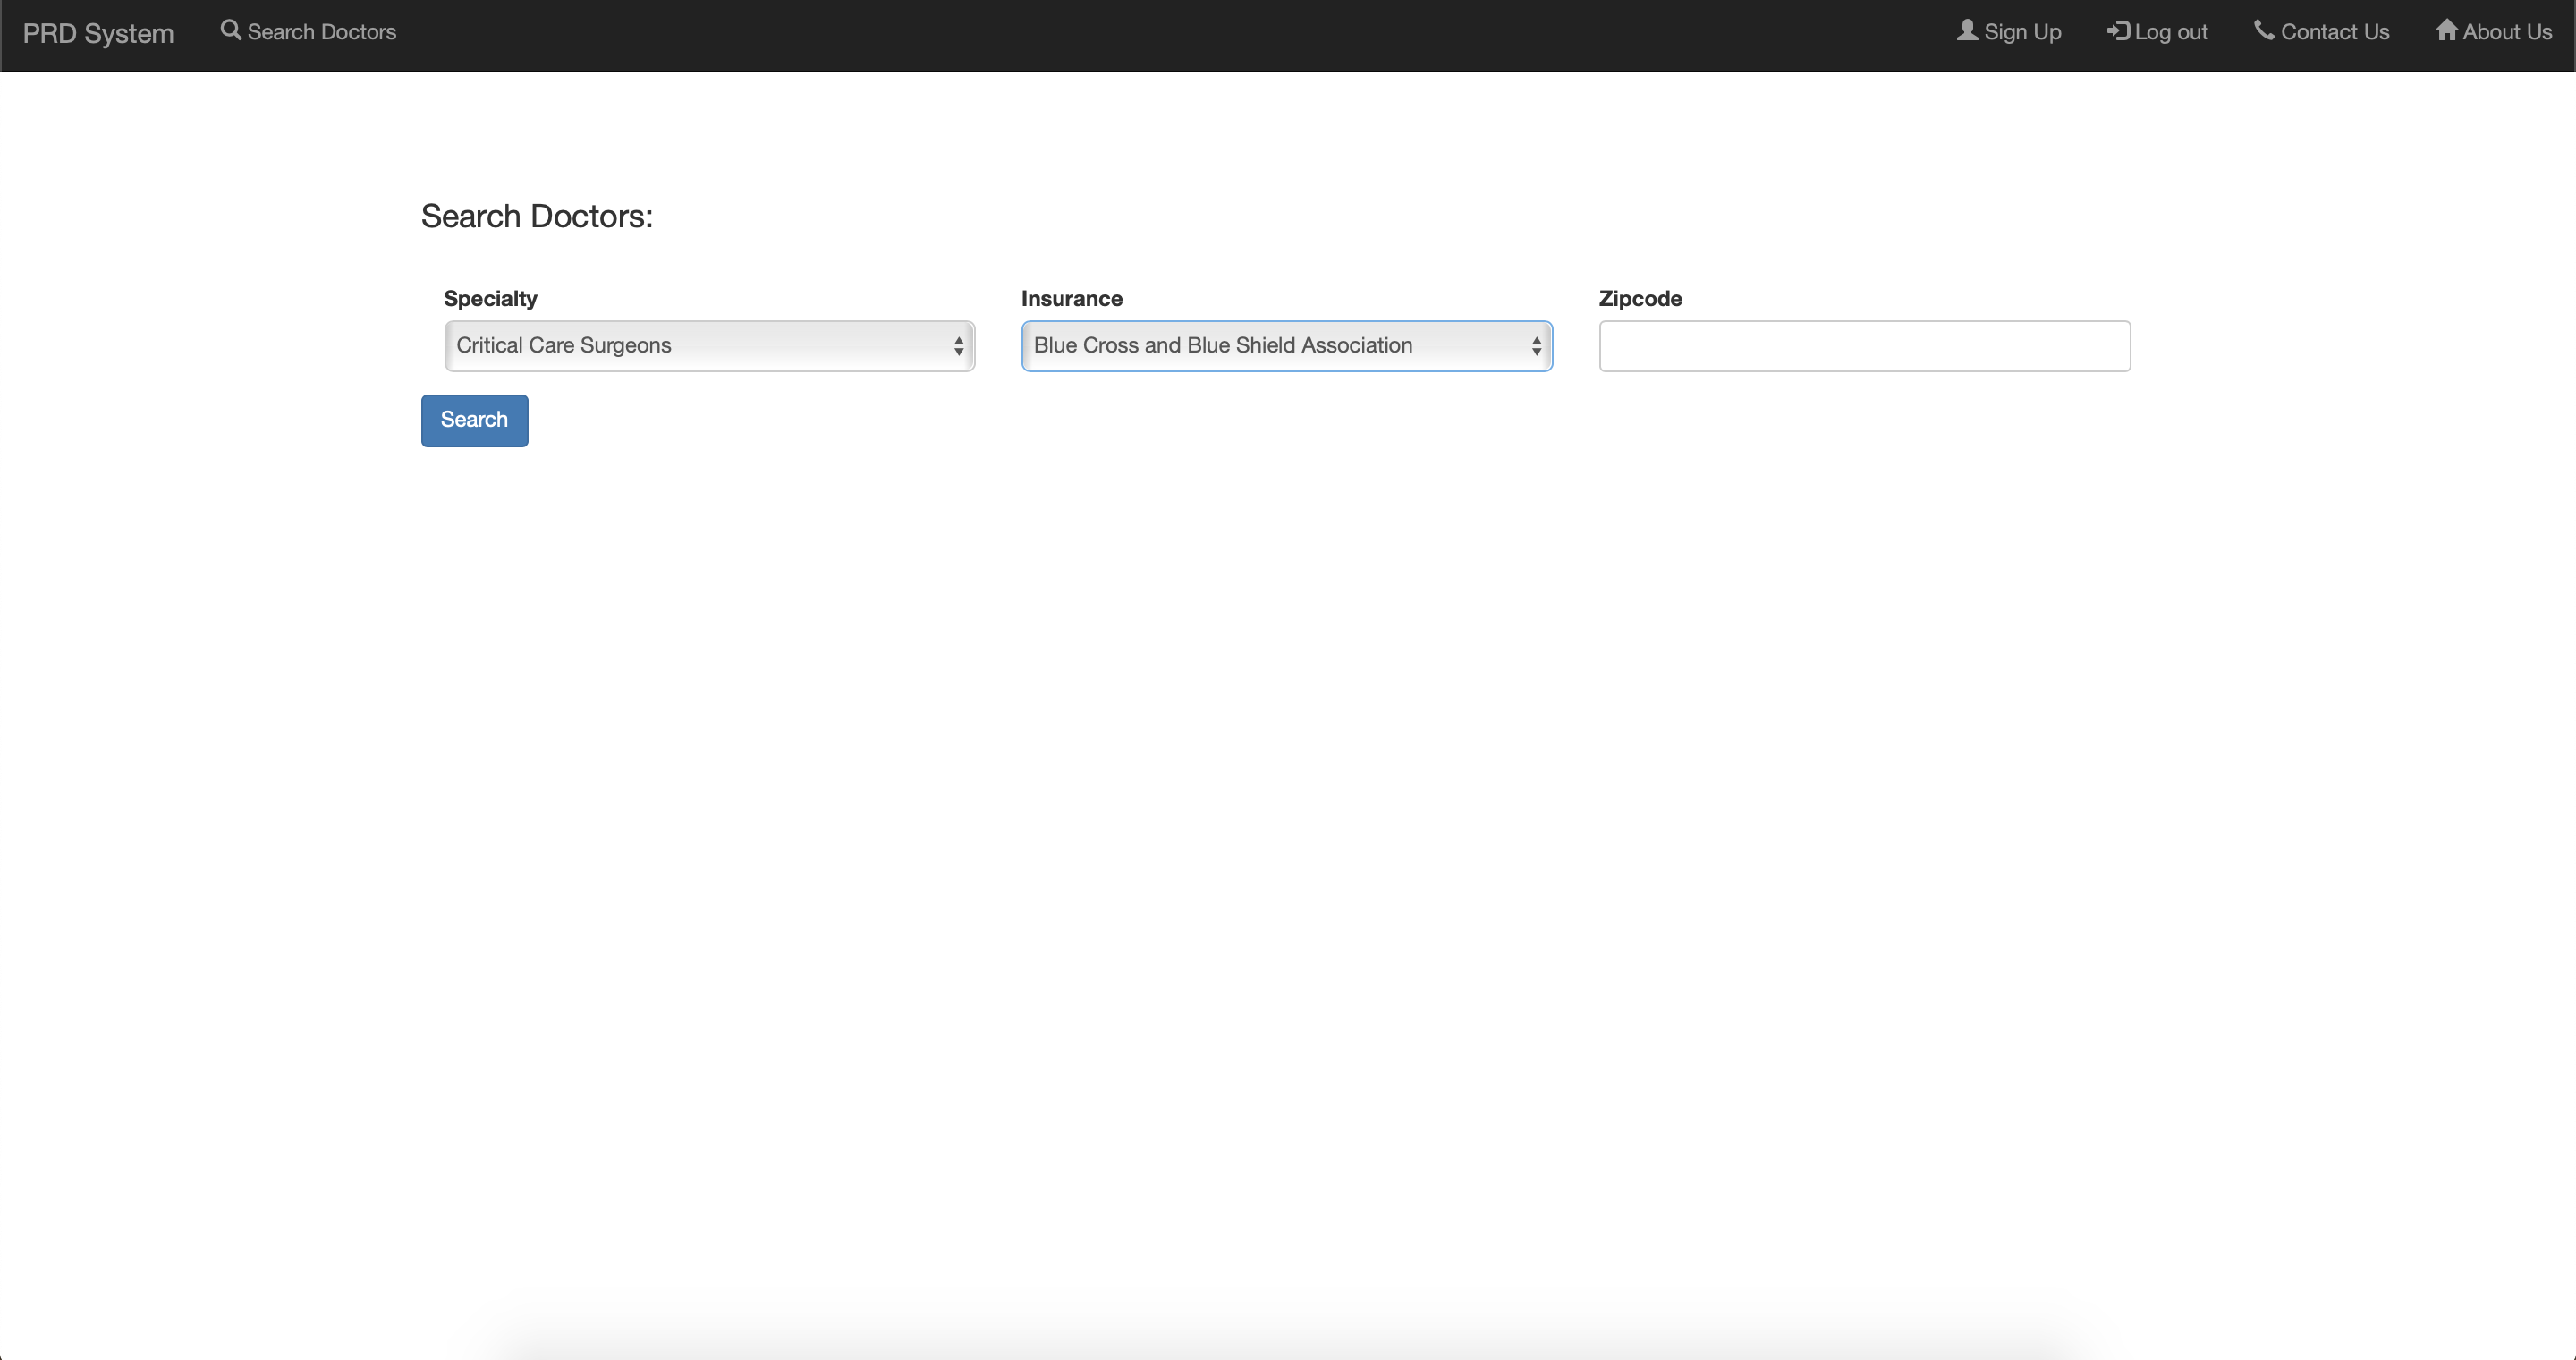 PRD System Search Doctors Sign Up Log out Contact Us About Us
Search Doctors:
Specialty Insurance Zipcode
Critical Care Surgeons Blue Cross and Blue Shield Association
Search